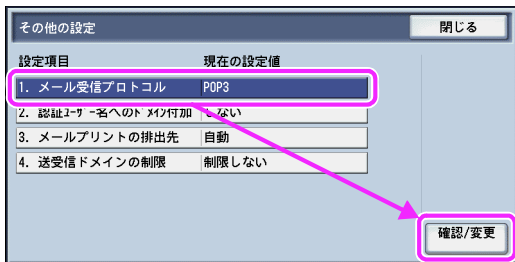 その他の設定
閉じる
設定項目 現在の設定値
1. メール受信プロトコル POP3
2. 認証ユーザー名へのドメイン付加 しない
3. メールプリントの排出先 自動
4. 送受信ドメインの制限 制限しない
確認/変更